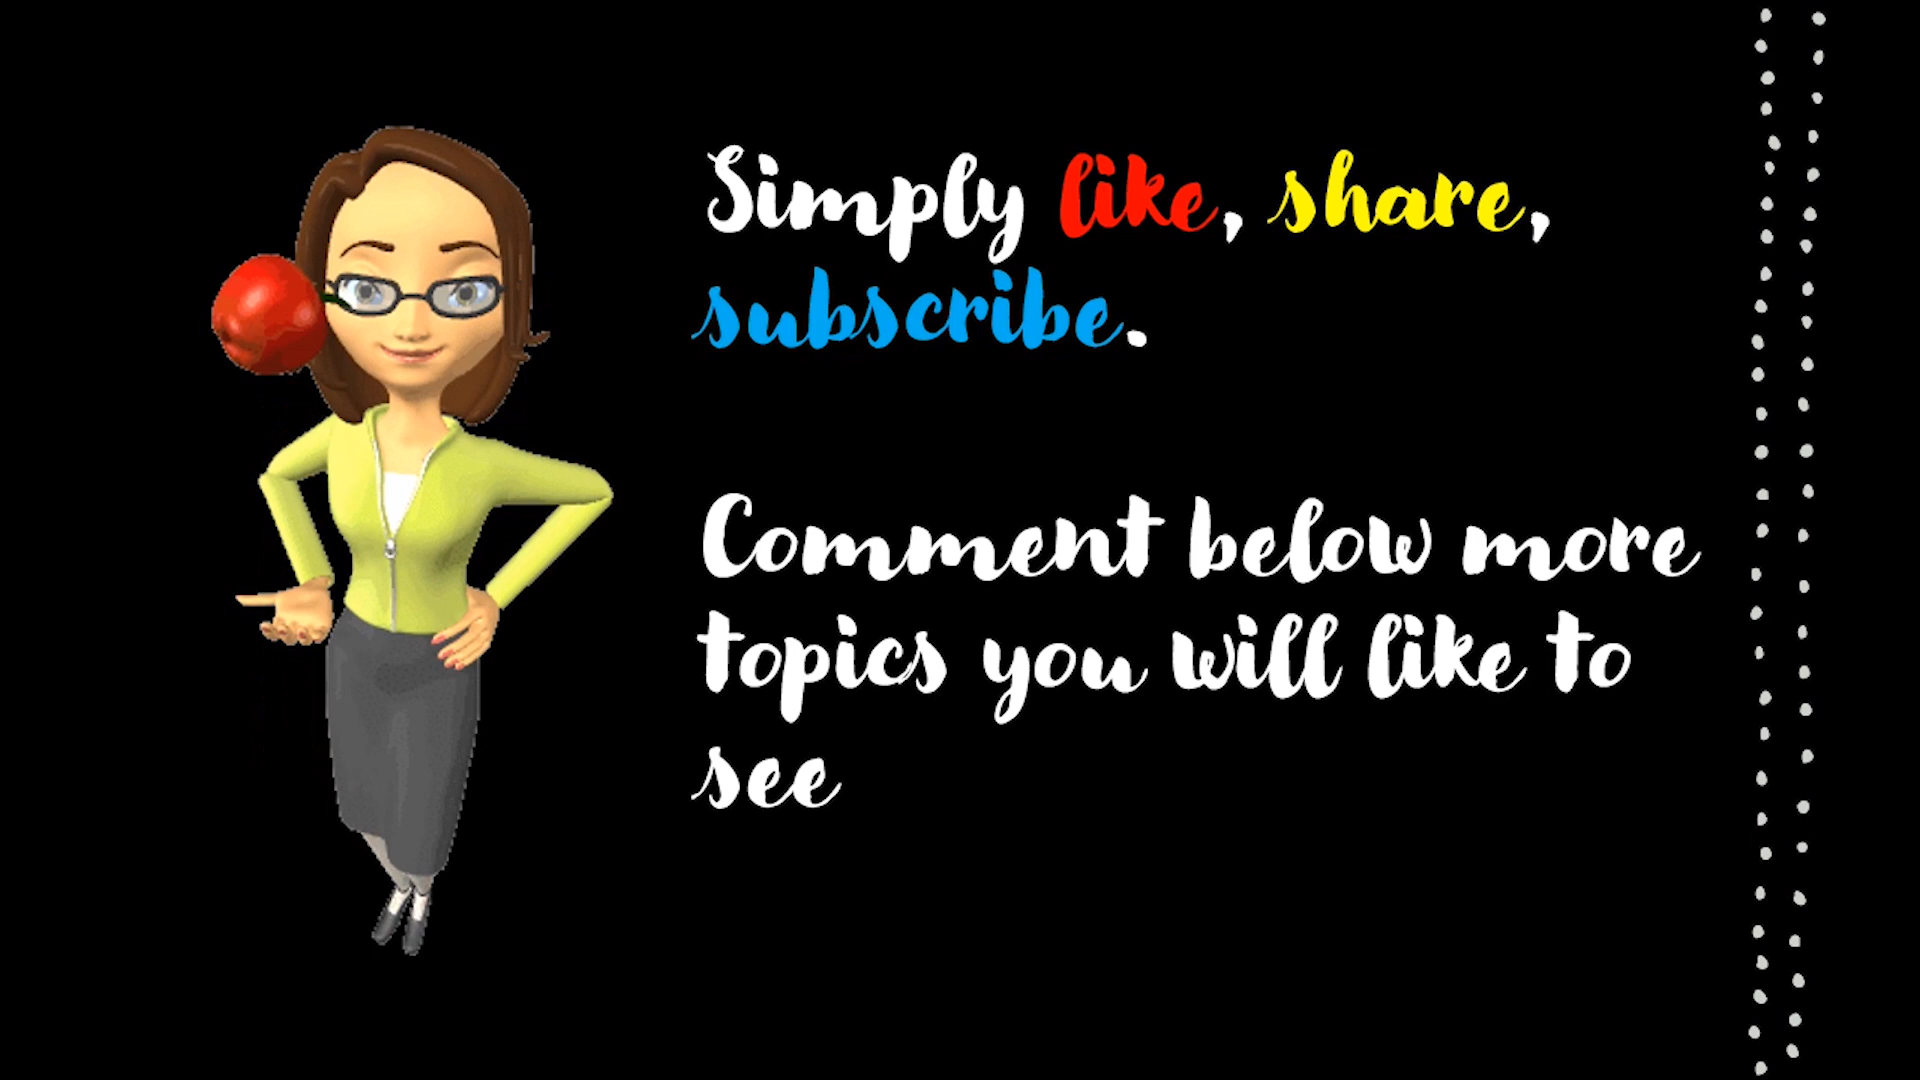 Simply like, share,
subscribe.
Comment below more
topics you will like to
see